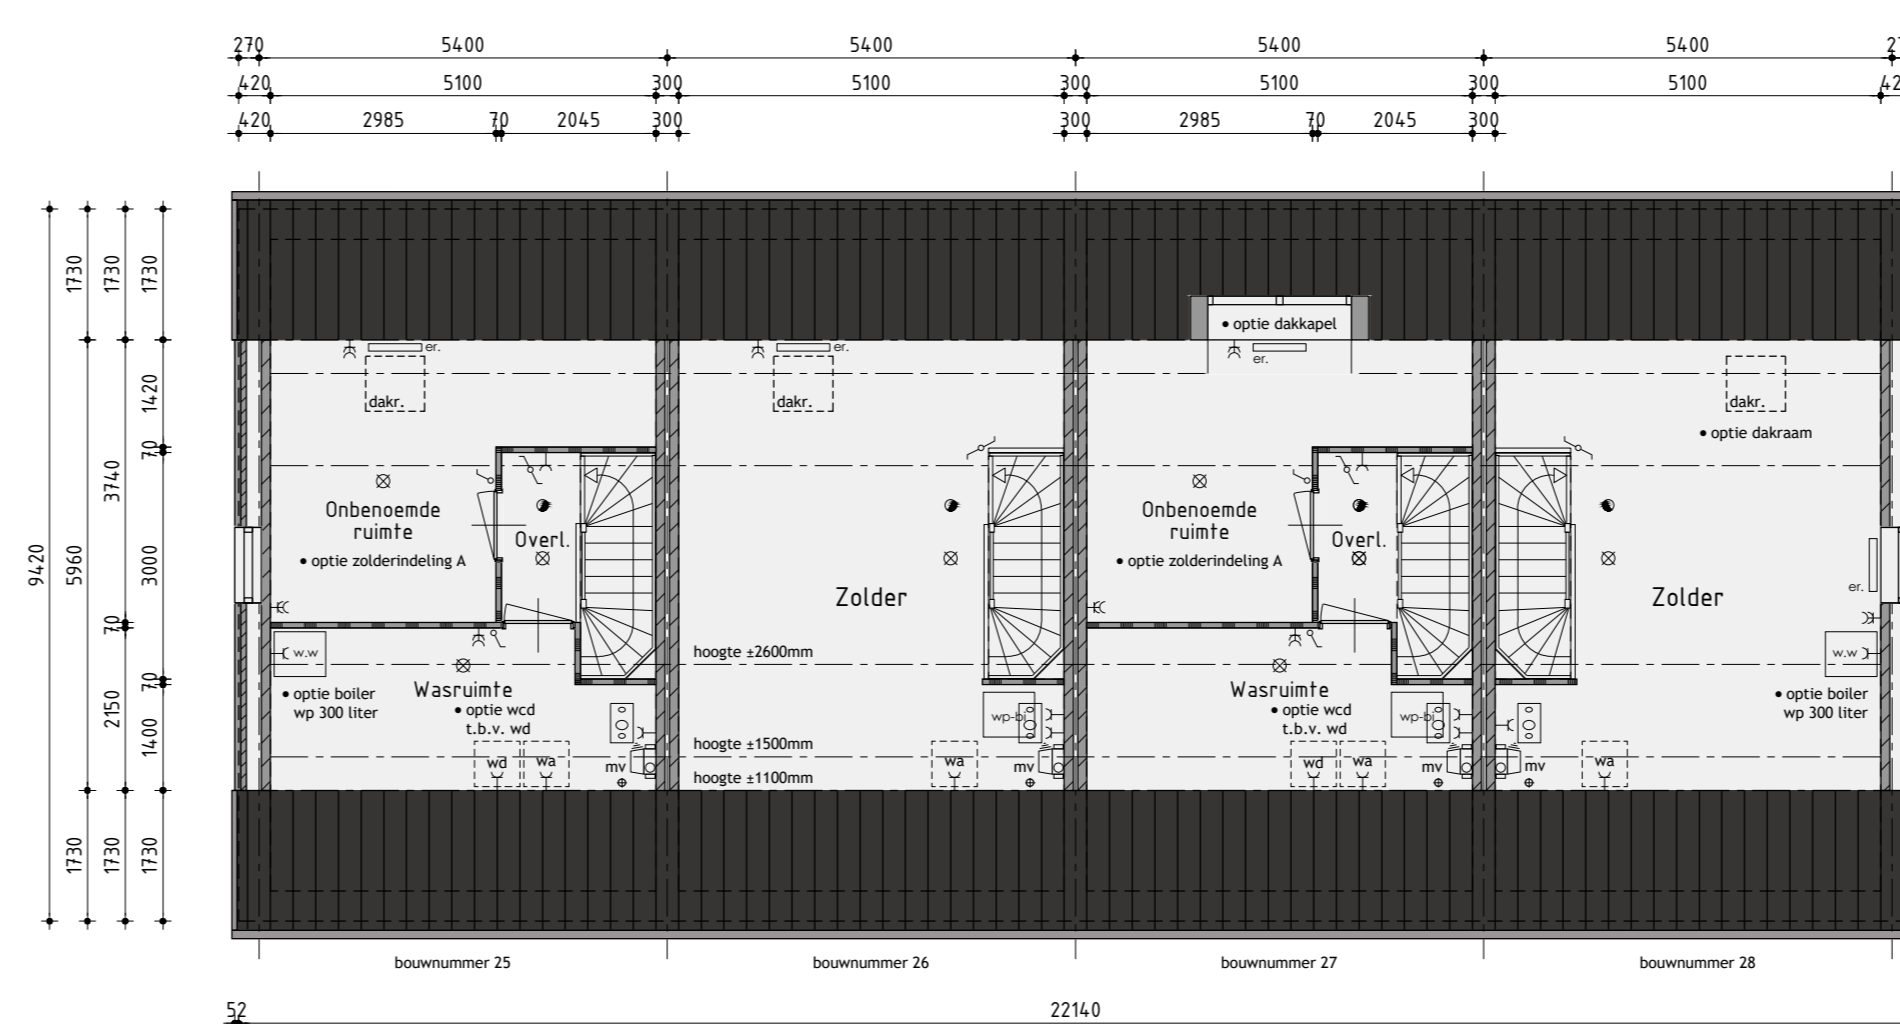 270 5400 5400 5400 5400
420 5100 300 5100 300 5100 300 5100
420 2985 70 2045 300 300 2985 70 2045 300
9420
1730 5960 1730
1730 3740 70 2150 1730
1730 1420 70 3000 70 1400 1730
• optie dakkapel
er. er. er.
dakr. dakr. dakr.
• optie dakraam
Onbenoemde
ruimte
• optie zolderindeling A
Overl.
Onbenoemde
ruimte
• optie zolderindeling A
Overl.
er.
Zolder Zolder
w.w
• optie boiler
wp 300 liter
Wasruimte
• optie wcd
t.b.v. wd
wd wa mv
hoogte ±2600mm
hoogte ±1500mm
hoogte ±1100mm
wp-bi
wa mv
Wasruimte
• optie wcd
t.b.v. wd
wp-bi
wd wa mv
mv wa
w.w
• optie boiler
wp 300 liter
bouwnummer 25 bouwnummer 26 bouwnummer 27 bouwnummer 28
52 22140